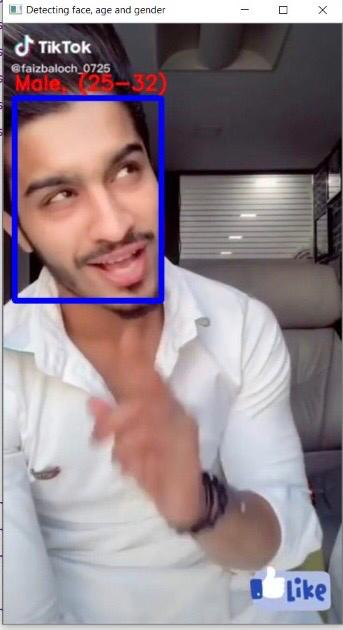 Detecting face, age and gender
TikTok
@faizbaloch_0725
Male, (25-32)
Like